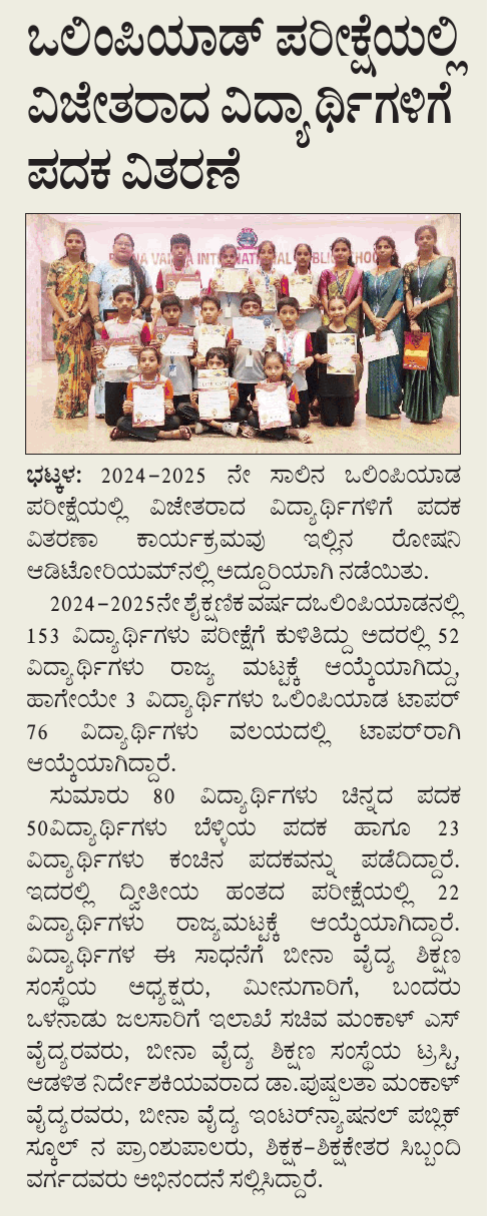 ಒಲಿಂಪಿಯಾಡ್ ಪರೀಕ್ಷೆಯಲ್ಲಿ
ವಿಜೇತರಾದ ವಿದ್ಯಾರ್ಥಿಗಳಿಗೆ
ಪದಕ ವಿತರಣೆ
INTERNATIONAL PUBLIC SCHOOL
ಭಟ್ಕಳ: 2024-2025 ನೇ ಸಾಲಿನ ಒಲಿಂಪಿಯಾಡ
ಪರೀಕ್ಷೆಯಲ್ಲಿ ವಿಜೇತರಾದ ವಿದ್ಯಾರ್ಥಿಗಳಿಗೆ ಪದಕ
ವಿತರಣಾ ಕಾರ್ಯಕ್ರಮವು ಇಲ್ಲಿನ ರೋಷನಿ
ಆಡಿಟೋರಿಯಮ್‌ನಲ್ಲಿ ಅದ್ದೂರಿಯಾಗಿ ನಡೆಯಿತು.
2024-2025ನೇ ಶೈಕ್ಷಣಿಕ ವರ್ಷದಒಲಿಂಪಿಯಾಡನಲ್ಲಿ
153 ವಿದ್ಯಾರ್ಥಿಗಳು ಪರೀಕ್ಷೆಗೆ ಕುಳಿತಿದ್ದು ಅದರಲ್ಲಿ 52
ವಿದ್ಯಾರ್ಥಿಗಳು ರಾಜ್ಯ ಮಟ್ಟಕ್ಕೆ ಆಯ್ಕೆಯಾಗಿದ್ದು,
ಹಾಗೇಯೇ 3 ವಿದ್ಯಾರ್ಥಿಗಳು ಒಲಿಂಪಿಯಾಡ ಟಾಪರ್
76 ವಿದ್ಯಾರ್ಥಿಗಳು ವಲಯದಲ್ಲಿ ಟಾಪರ್‌ರಾಗಿ
ಆಯ್ಕೆಯಾಗಿದ್ದಾರೆ.
ಸುಮಾರು 80 ವಿದ್ಯಾರ್ಥಿಗಳು ಚಿನ್ನದ ಪದಕ
50ವಿದ್ಯಾರ್ಥಿಗಳು ಬೆಳ್ಳಿಯ ಪದಕ ಹಾಗೂ 23
ವಿದ್ಯಾರ್ಥಿಗಳು ಕಂಚಿನ ಪದಕವನ್ನು ಪಡೆದಿದ್ದಾರೆ.
ಇದರಲ್ಲಿ ದ್ವಿತೀಯ ಹಂತದ ಪರೀಕ್ಷೆಯಲ್ಲಿ 22
ವಿದ್ಯಾರ್ಥಿಗಳು ರಾಜ್ಯಮಟ್ಟಕ್ಕೆ ಆಯ್ಕೆಯಾಗಿದ್ದಾರೆ.
ವಿದ್ಯಾರ್ಥಿಗಳ ಈ ಸಾಧನೆಗೆ ಬೀನಾ ವೈದ್ಯ ಶಿಕ್ಷಣ
ಸಂಸ್ಥೆಯ ಅಧ್ಯಕ್ಷರು, ಮೀನುಗಾರಿಗೆ, ಬಂದರು
ಒಳನಾಡು ಜಲಸಾರಿಗೆ ಇಲಾಖೆ ಸಚಿವ ಮಂಕಾಳ್ ಎಸ್
ವೈದ್ಯರವರು, ಬೀನಾ ವೈದ್ಯ ಶಿಕ್ಷಣ ಸಂಸ್ಥೆಯ ಟ್ರಸ್ಟಿ,
ಆಡಳಿತ ನಿರ್ದೇಶಕಿಯವರಾದ ಡಾ.ಪುಷ್ಪಲತಾ ಮಂಕಾಳ್
ವೈದ್ಯರವರು, ಬೀನಾ ವೈದ್ಯ ಇಂಟರ್‌ನ್ಯಾಷನಲ್ ಪಬ್ಲಿಕ್
ಸ್ಕೂಲ್ ನ ಪ್ರಾಂಶುಪಾಲರು, ಶಿಕ್ಷಕ-ಶಿಕ್ಷಕೇತರ ಸಿಬ್ಬಂದಿ
ವರ್ಗದವರು ಅಭಿನಂದನೆ ಸಲ್ಲಿಸಿದ್ದಾರೆ.